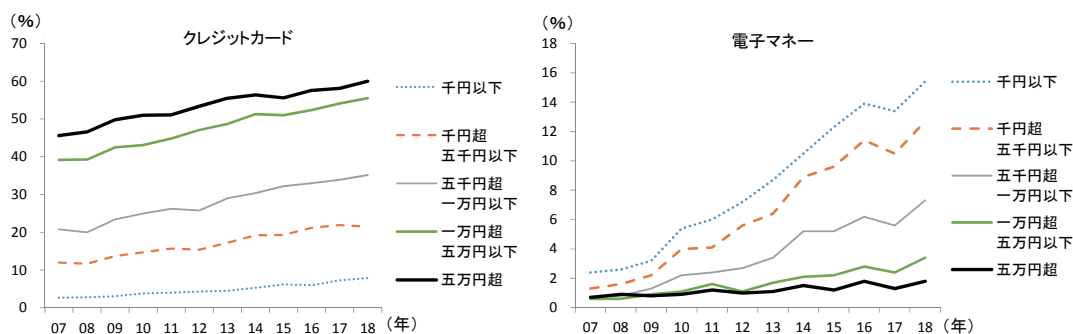 (%)
クレジットカード
70
60
50
40
30
20
10
0
07 08 09 10 11 12 13 14 15 16 17 18 (年)
千円以下
千円超
五千円以下
五千円超
一万円以下
一万円超
五万円以下
五万円超
(%)
電子マネー
18
16
14
12
10
8
6
4
2
0
07 08 09 10 11 12 13 14 15 16 17 18 (年)
千円以下
千円超
五千円以下
五千円超
一万円以下
一万円超
五万円以下
五万円超